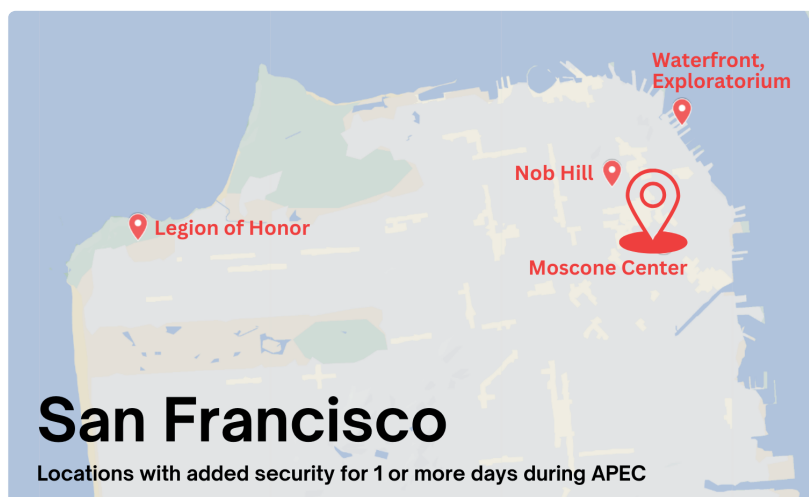 Waterfront,
Exploratorium
Nob Hill
Legion of Honor
Moscone Center
San Francisco
Locations with added security for 1 or more days during APEC